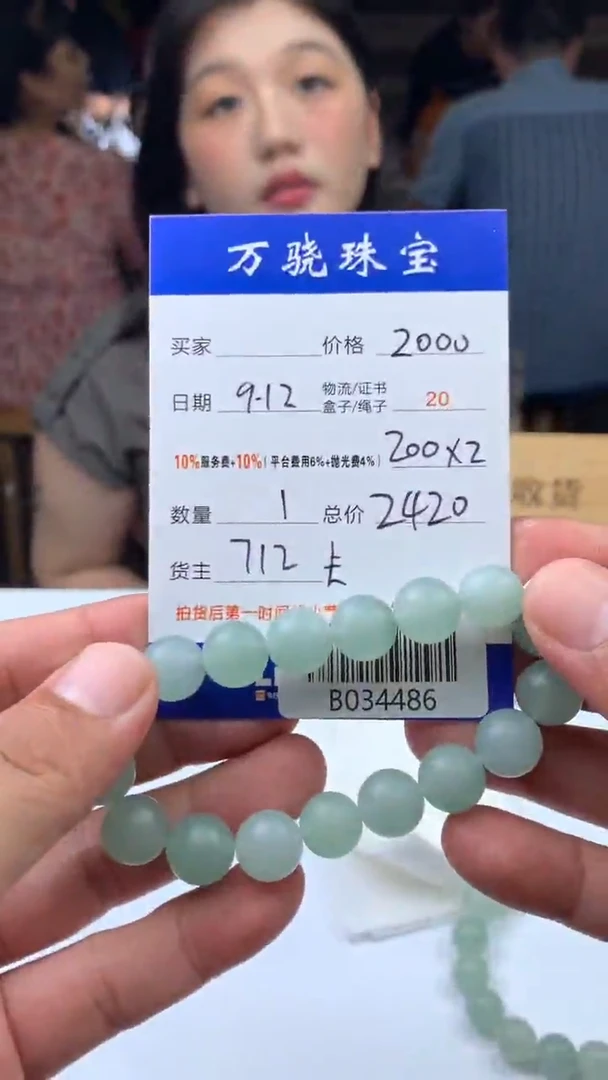 万骁珠宝
买家 价格 2000
日期 9-12 物流/证书 盒子/绳子 20
10%服务费+10%(平台费用6%+抛光费4%) 200x2
数量 1 总价 2420
货主 712
拍货后第一时间
B034486
收货